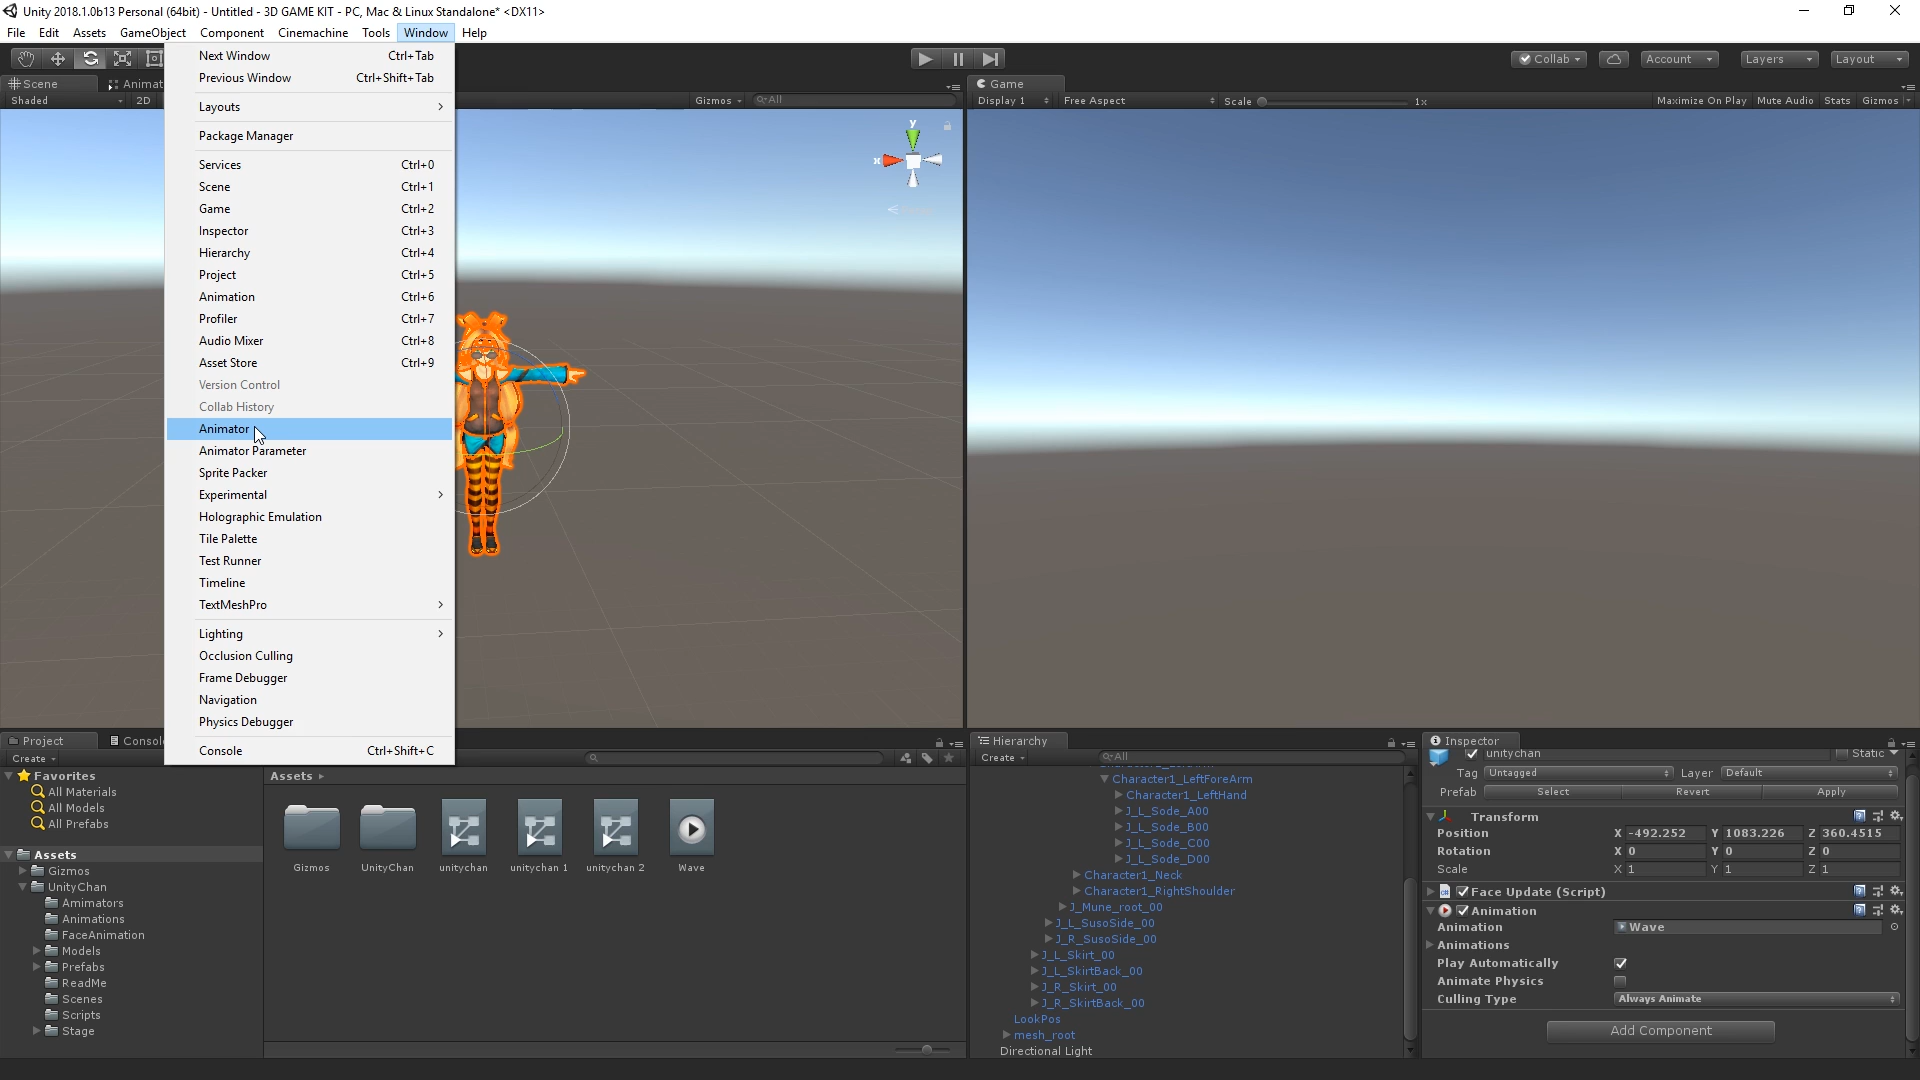 Unity 2018.1.0b13 Personal (64bit) - Untitled - 3D GAME KIT - PC, Mac & Linux Standalone* <DX11>
File Edit Assets GameObject Component Cinemachine Tools Window Help
Collab Account Layers Layout
Scene Animat
Shaded 2D Gizmos All
Next Window Ctrl+Tab
Previous Window Ctrl+Shift+Tab
Layouts
Package Manager
Services Ctrl+0
Scene Ctrl+1
Game Ctrl+2
Inspector Ctrl+3
Hierarchy Ctrl+4
Project Ctrl+5
Animation Ctrl+6
Profiler Ctrl+7
Audio Mixer Ctrl+8
Asset Store Ctrl+9
Version Control
Collab History
Animator
Animator Parameter
Sprite Packer
Experimental
Holographic Emulation
Tile Palette
Test Runner
Timeline
TextMeshPro
Lighting
Occlusion Culling
Frame Debugger
Navigation
Physics Debugger
Console Ctrl+Shift+C
y
x
Game
Display 1 Free Aspect Scale 1x Maximize On Play Mute Audio Stats Gizmos
Project Consol
Create
Favorites
All Materials
All Models
All Prefabs
Assets
Gizmos
UnityChan
Amimators
Animations
FaceAnimation
Models
Prefabs
ReadMe
Scenes
Scripts
Stage
Assets
Gizmos UnityChan unitychan unitychan 1 unitychan 2 Wave
Hierarchy
Create All
Character1_LeftForeArm
Character1_LeftHand
J_L_Sode_A00
J_L_Sode_B00
J_L_Sode_C00
J_L_Sode_D00
Character1_Neck
Character1_RightShoulder
J_Mune_root_00
J_L_SusoSide_00
J_R_SusoSide_00
J_L_Skirt_00
J_L_SkirtBack_00
J_R_Skirt_00
J_R_SkirtBack_00
LookPos
mesh_root
Directional Light
Inspector
unitychan Static
Tag Untagged Layer Default
Prefab Select Revert Apply
Transform
Position X -492.252 Y 1083.226 Z 360.4515
Rotation X 0 Y 0 Z 0
Scale X 1 Y 1 Z 1
Face Update (Script)
Animation
Animation Wave
Animations
Play Automatically
Animate Physics
Culling Type Always Animate
Add Component